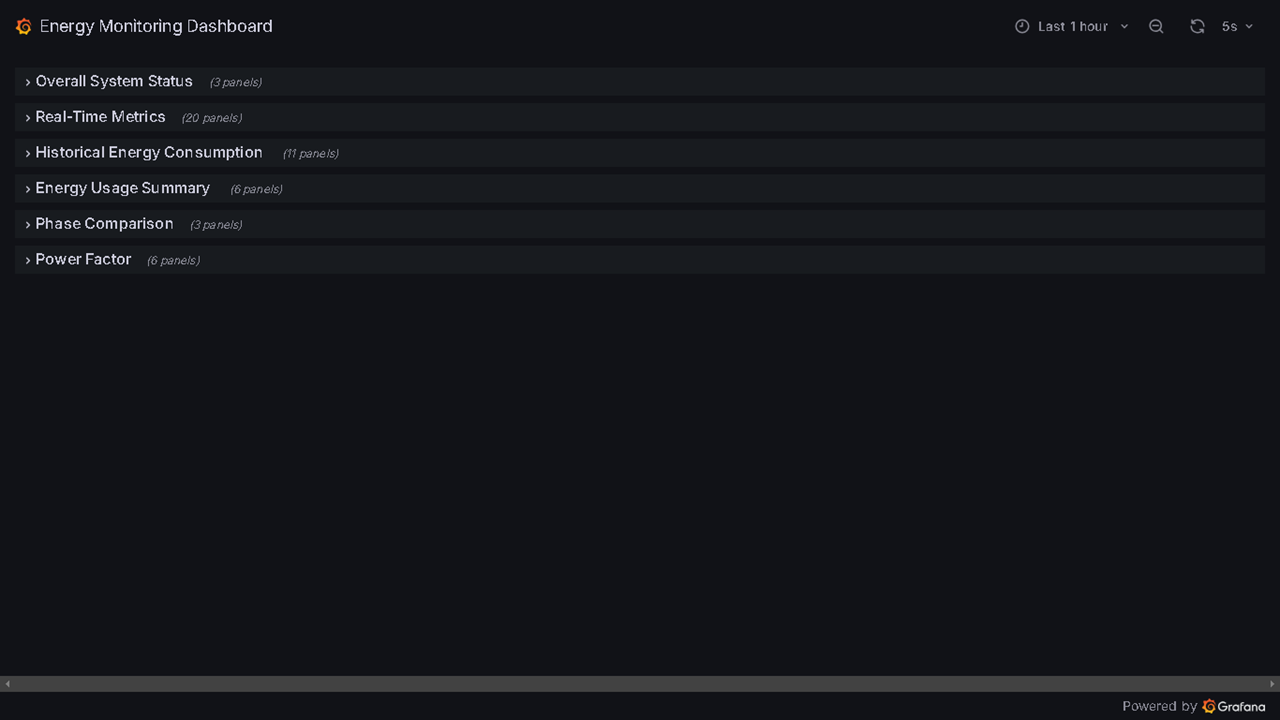 Energy Monitoring Dashboard
Last 1 hour
5s
Overall System Status (3 panels)
Real-Time Metrics (20 panels)
Historical Energy Consumption (11 panels)
Energy Usage Summary (6 panels)
Phase Comparison (3 panels)
Power Factor (6 panels)
Powered by Grafana